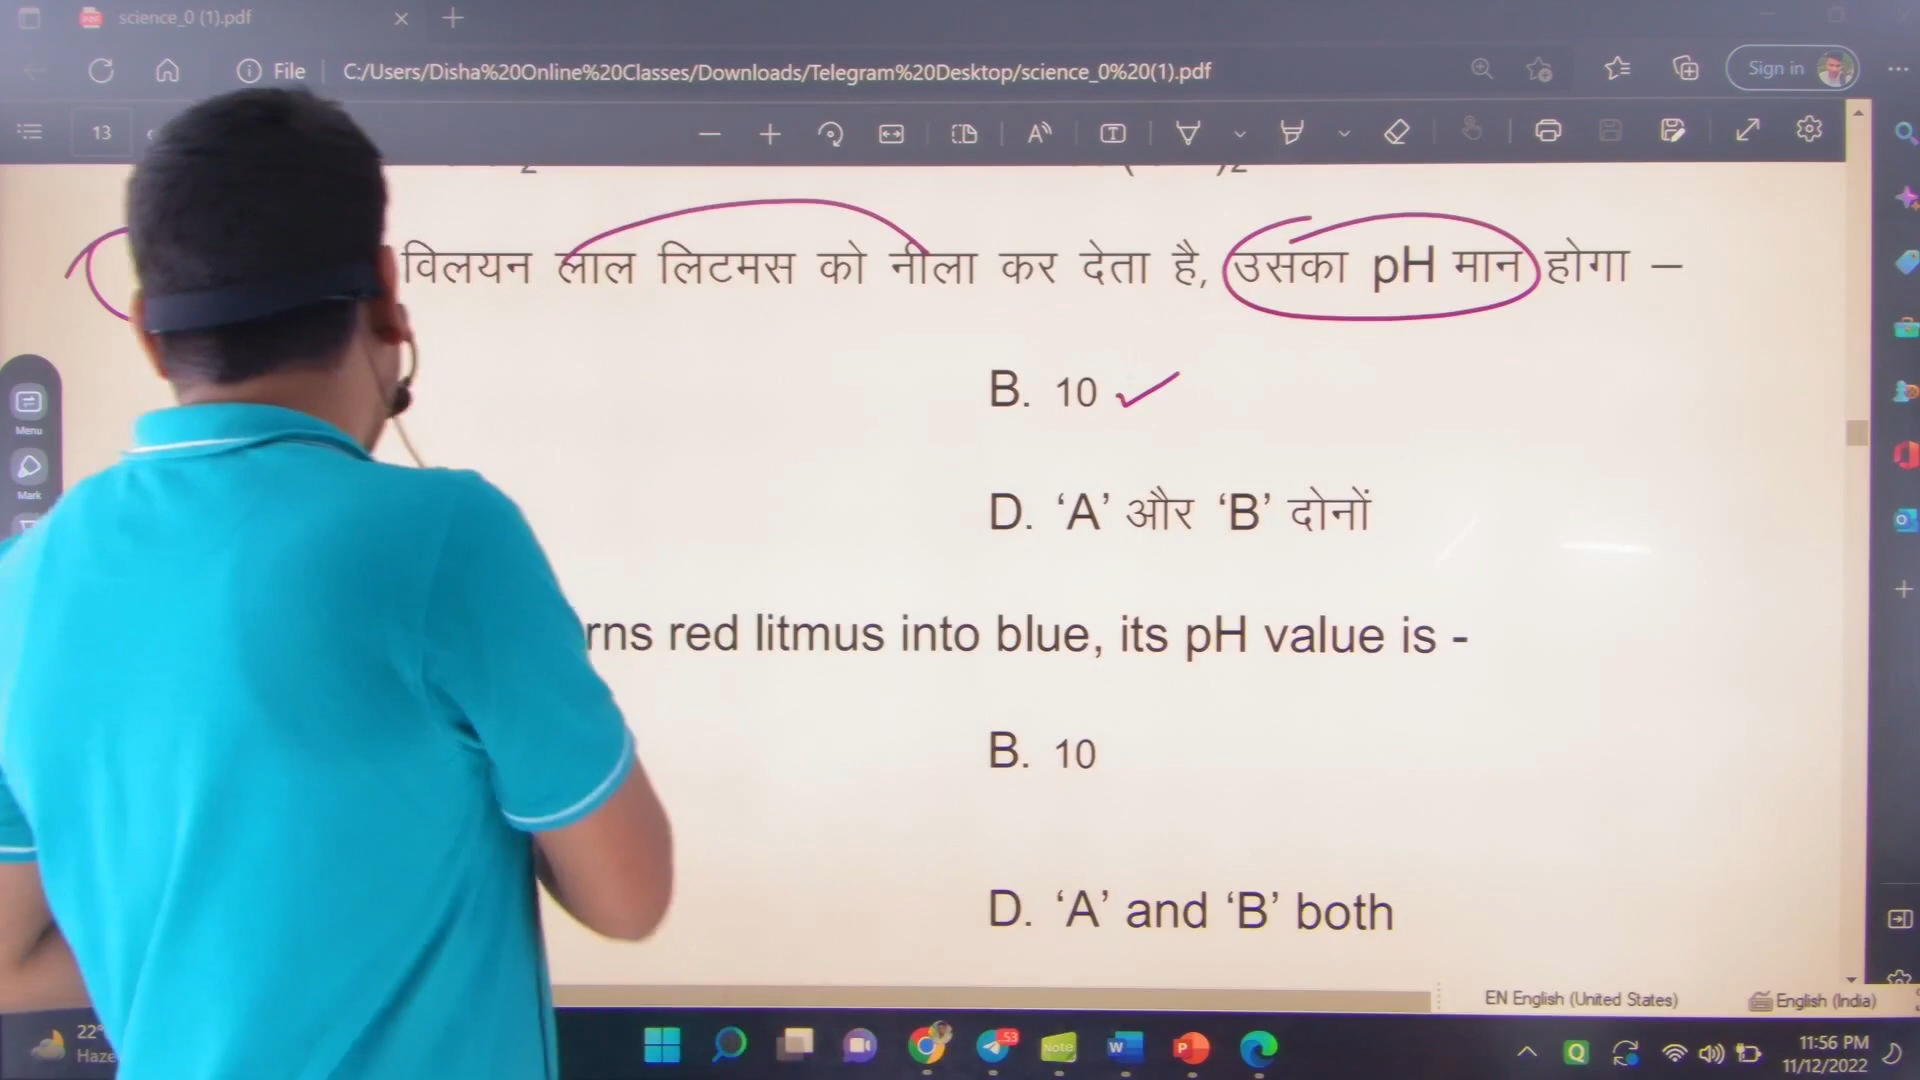 science_0 (1).pdf
File
C:/Users/Disha%20Online%20Classes/Downloads/Telegram%20Desktop/science_0%20(1).pdf
Sign in
13
विलयन लाल लिटमस को नीला कर देता है, उसका pH मान होगा –
B. 10
D. ‘A’ और ‘B’ दोनों
rns red litmus into blue, its pH value is -
B. 10
D. ‘A’ and ‘B’ both
Menu
Mark
EN English (United States)
English (India)
22°
Haze
53
Note
11:56 PM
11/12/2022